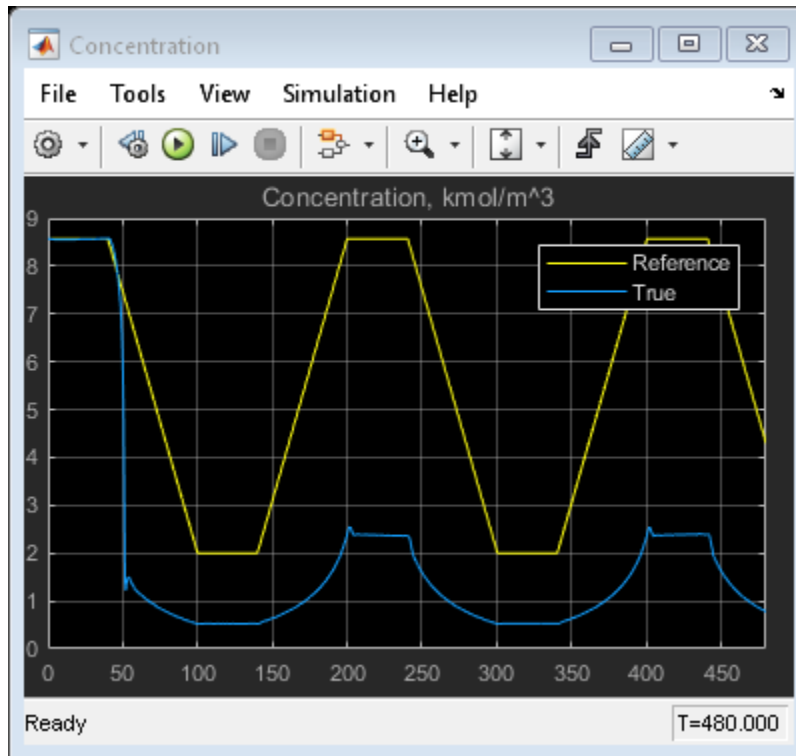 Concentration
File Tools View Simulation Help
Concentration, kmol/m^3
9
8
7
6
5
4
3
2
1
0
Reference
True
0 50 100 150 200 250 300 350 400 450
Ready T=480.000